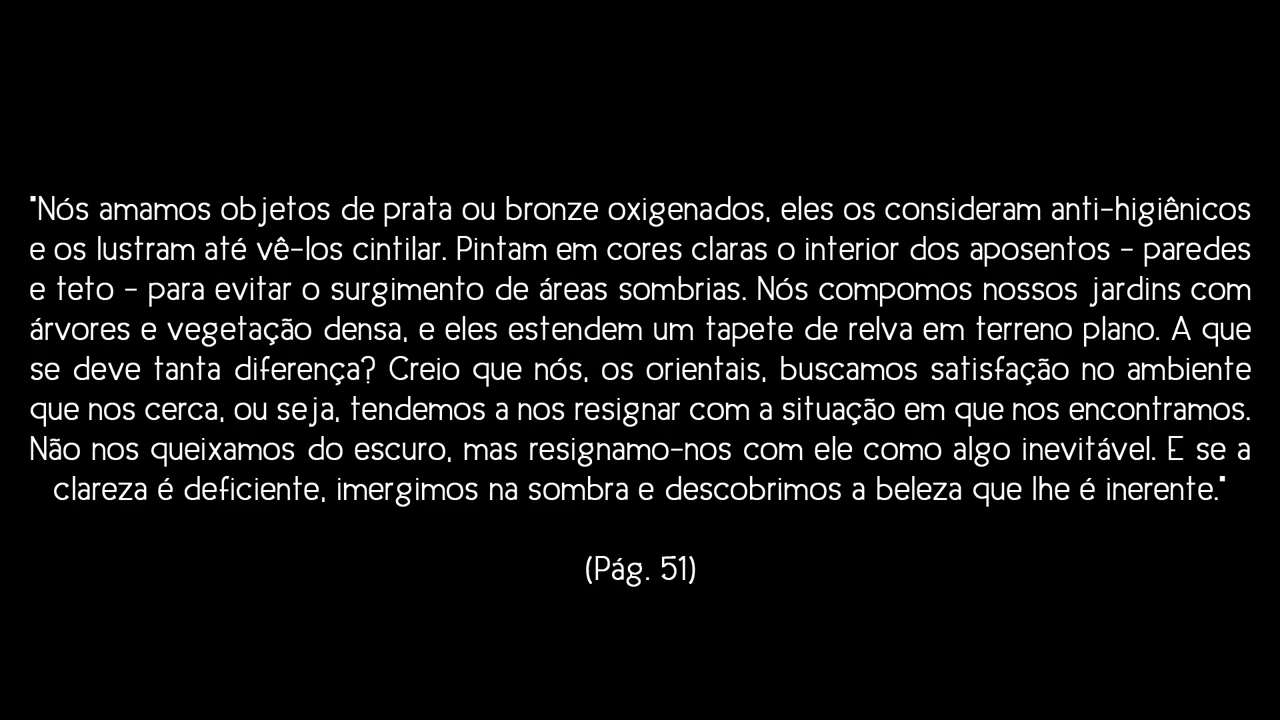 "Nós amamos objetos de prata ou bronze oxigenados, eles os consideram anti-higiênicos
e os lustram até vê-los cintilar. Pintam em cores claras o interior dos aposentos - paredes
e teto - para evitar o surgimento de áreas sombrias. Nós compomos nossos jardins com
árvores e vegetação densa, e eles estendem um tapete de relva em terreno plano. A que
se deve tanta diferença? Creio que nós, os orientais, buscamos satisfação no ambiente
que nos cerca, ou seja, tendemos a nos resignar com a situação em que nos encontramos.
Não nos queixamos do escuro, mas resignamo-nos com ele como algo inevitável. E se a
clareza é deficiente, imergimos na sombra e descobrimos a beleza que lhe é inerente."
(Pág. 51)